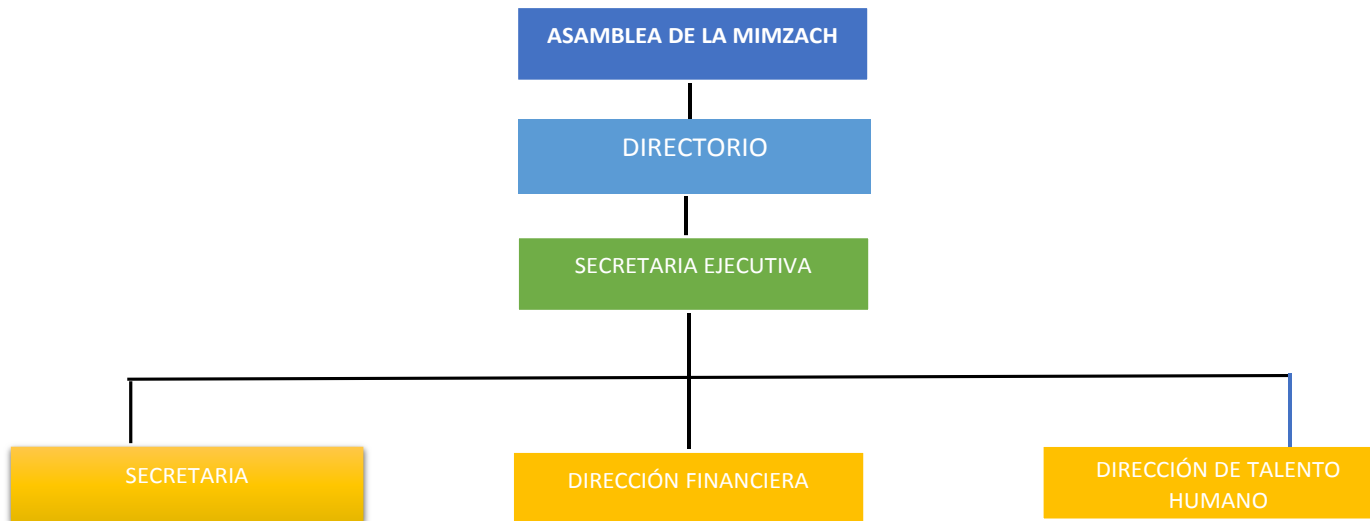 ASAMBLEA DE LA MIMZACH
DIRECTORIO
SECRETARIA EJECUTIVA
SECRETARIA
DIRECCIÓN FINANCIERA
DIRECCIÓN DE TALENTO
HUMANO